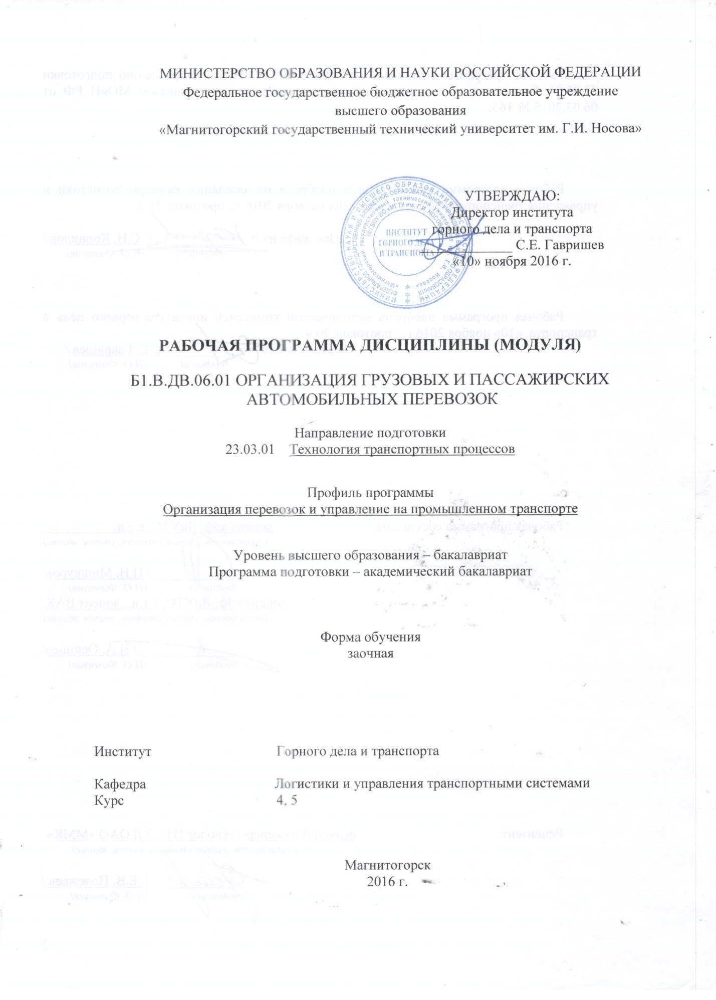 МИНИСТЕРСТВО ОБРАЗОВАНИЯ И НАУКИ РОССИЙСКОЙ ФЕДЕРАЦИИ
Федеральное государственное бюджетное образовательное учреждение
высшего образования
«Магнитогорский государственный технический университет им. Г.И. Носова»
УТВЕРЖДАЮ:
Директор института
горного дела и транспорта
С.Е. Гавришев
«10» ноября 2016 г.
ИНСТИТУТ
ГОРНОГО ДЕЛА
И ТРАНСПОРТА
РАБОЧАЯ ПРОГРАММА ДИСЦИПЛИНЫ (МОДУЛЯ)
Б1.В.ДВ.06.01 ОРГАНИЗАЦИЯ ГРУЗОВЫХ И ПАССАЖИРСКИХ
АВТОМОБИЛЬНЫХ ПЕРЕВОЗОК
Направление подготовки
23.03.01 Технология транспортных процессов
Профиль программы
Организация перевозок и управление на промышленном транспорте
Уровень высшего образования – бакалавриат
Программа подготовки – академический бакалавриат
Форма обучения
заочная
Институт Горного дела и транспорта
Кафедра Логистики и управления транспортными системами
Курс 4, 5
Магнитогорск
2016 г.